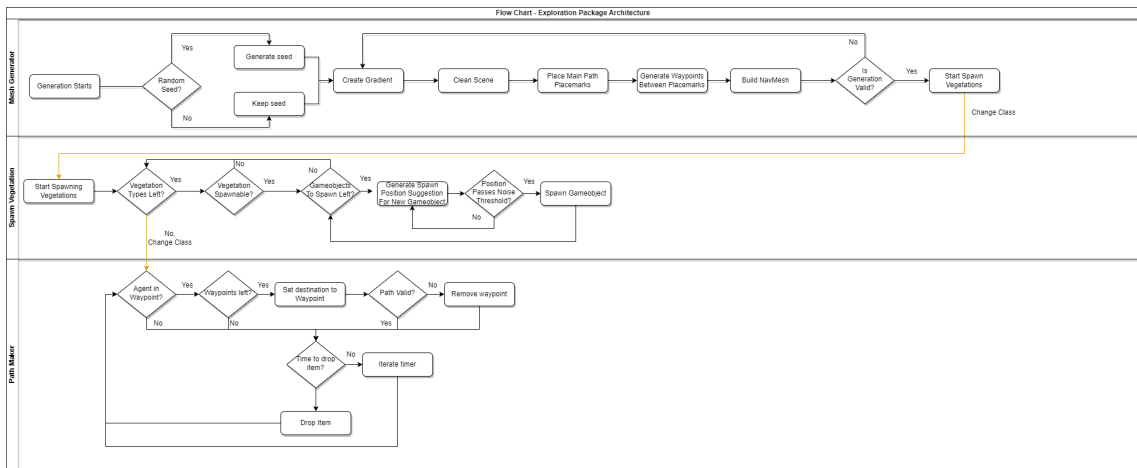 Flow Chart - Exploration Package Architecture
Mesh Generator
Generation Starts
Random
Seed?
Yes
No
Generate seed
Keep seed
Create Gradient
Clean Scene
Place Main Path
Placemarks
Generate Waypoints
Between Placemarks
Build NavMesh
Is
Generation
Valid?
No
Yes
Start Spawn
Vegetations
Change Class
Spawn Vegetation
Start Spawning
Vegetations
Vegetation
Types Left?
Yes
Vegetation
Spawnable?
No
Yes
Gameobjects
To Spawn Left?
No
Yes
Generate Spawn
Position Suggestion
For New Gameobject
Position
Passes Noise
Threshold?
No
Yes
Spawn Gameobject
No,
Change Class
Path Maker
Agent in
Waypoint?
Yes
No
Waypoints left?
Yes
No
Set destination to
Waypoint
Path Valid?
No
Yes
Remove waypoint
Time to drop
item?
No
Iterate timer
Drop Item